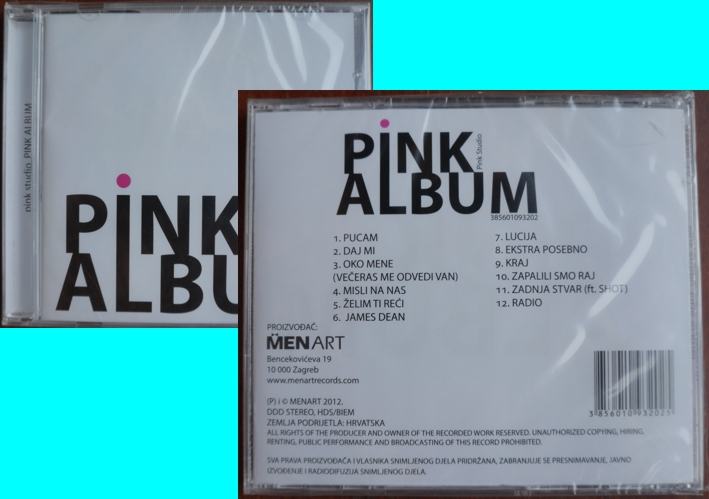 pink studio PINK ALBUM
PiNK
ALBU
PiNK
ALBUM
Pink Studio
385601093202
1. PUCAM
2. DAJ MI
3. OKO MENE
(VEČERAS ME ODVEDI VAN)
4. MISLI NA NAS
5. ŽELIM TI REĆI
6. JAMES DEAN
7. LUCIJA
8. EKSTRA POSEBNO
9. KRAJ
10. ZAPALILI SMO RAJ
11. ZADNJA STVAR (ft. SHOT)
12. RADIO
PROIZVOĐAČ:
MENART
Bencekovićeva 19
10 000 Zagreb
www.menartrecords.com
(P) i © MENART 2012.
DDD STEREO, HDS/BIEM
ZEMLJA PODRIJETLA: HRVATSKA
ALL RIGHTS OF THE PRODUCER AND OWNER OF THE RECORDED WORK RESERVED. UNAUTHORIZED COPYING, HIRING,
RENTING, PUBLIC PERFORMANCE AND BROADCASTING OF THIS RECORD PROHIBITED.
SVA PRAVA PROIZVOĐAČA I VLASNIKA SNIMLJENOG DJELA PRIDRŽANA, ZABRANJUJE SE PRESNIMAVANJE, JAVNO
IZVOĐENJE I RADIODIFUZIJA SNIMLJENOG DJELA.
3 856010 932025